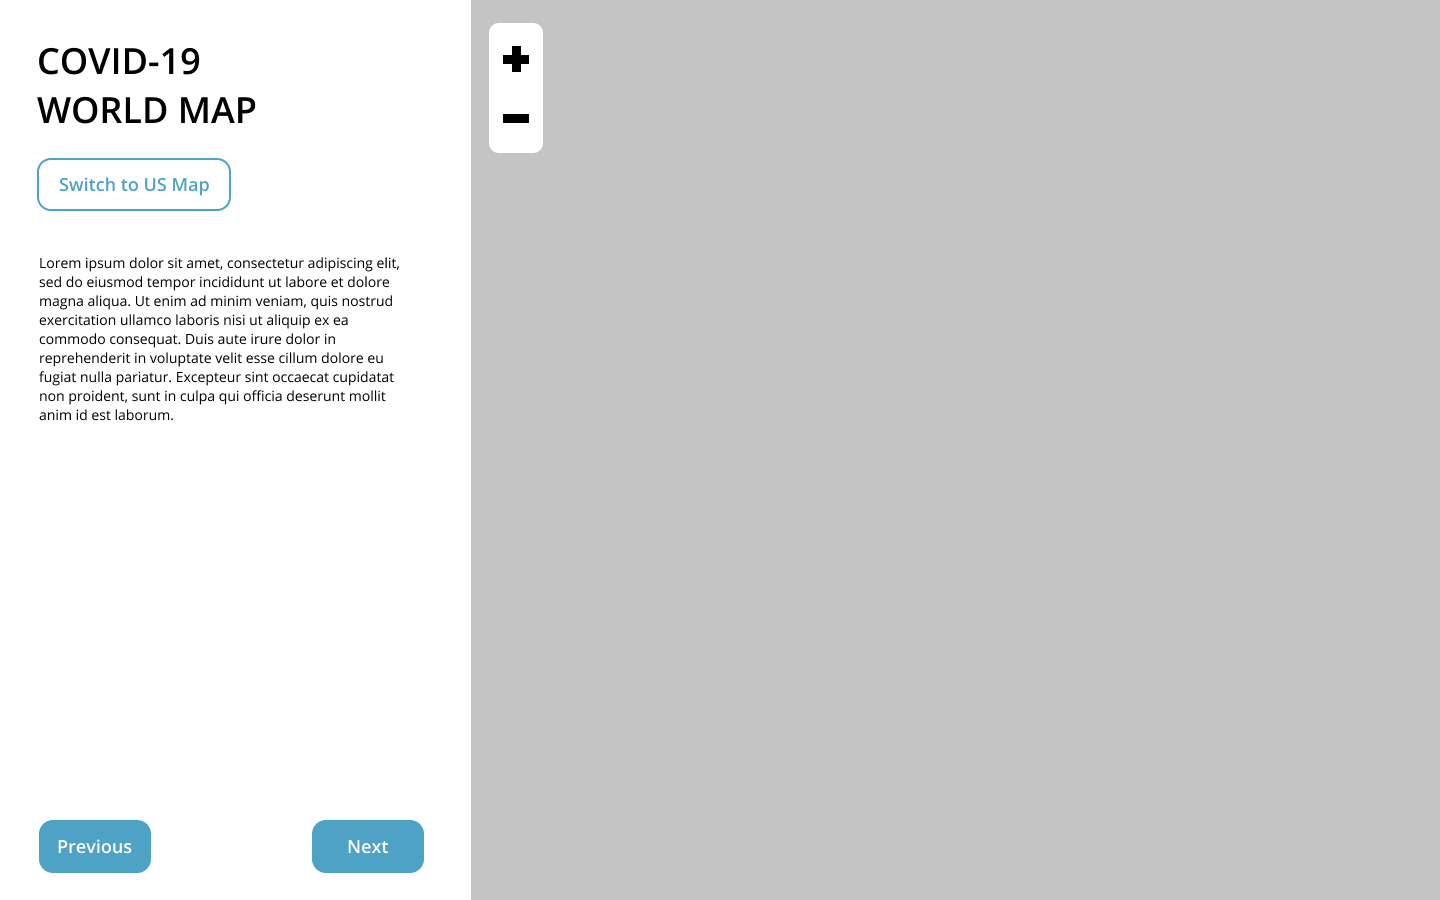 COVID-19
WORLD MAP
Switch to US Map
Lorem ipsum dolor sit amet, consectetur adipiscing elit,
sed do eiusmod tempor incididunt ut labore et dolore
magna aliqua. Ut enim ad minim veniam, quis nostrud
exercitation ullamco laboris nisi ut aliquip ex ea
commodo consequat. Duis aute irure dolor in
reprehenderit in voluptate velit esse cillum dolore eu
fugiat nulla pariatur. Excepteur sint occaecat cupidatat
non proident, sunt in culpa qui officia deserunt mollit
anim id est laborum.
Previous
Next